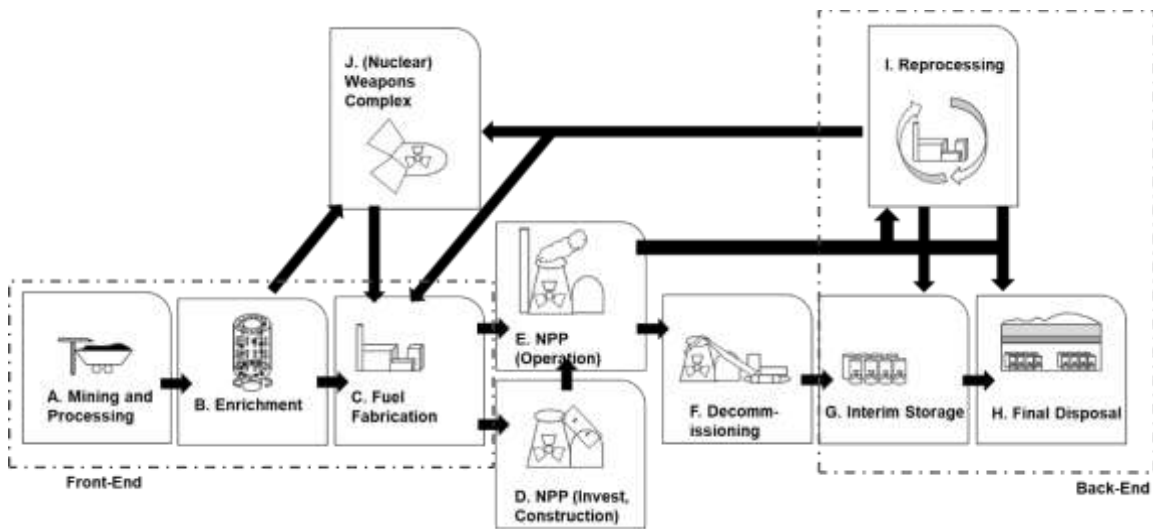 J. (Nuclear)
Weapons
Complex
I. Reprocessing
A. Mining and
Processing
B. Enrichment
C. Fuel
Fabrication
E. NPP
(Operation)
D. NPP (Invest,
Construction)
F. Decomm-
issioning
G. Interim Storage
H. Final Disposal
Front-End
Back-End